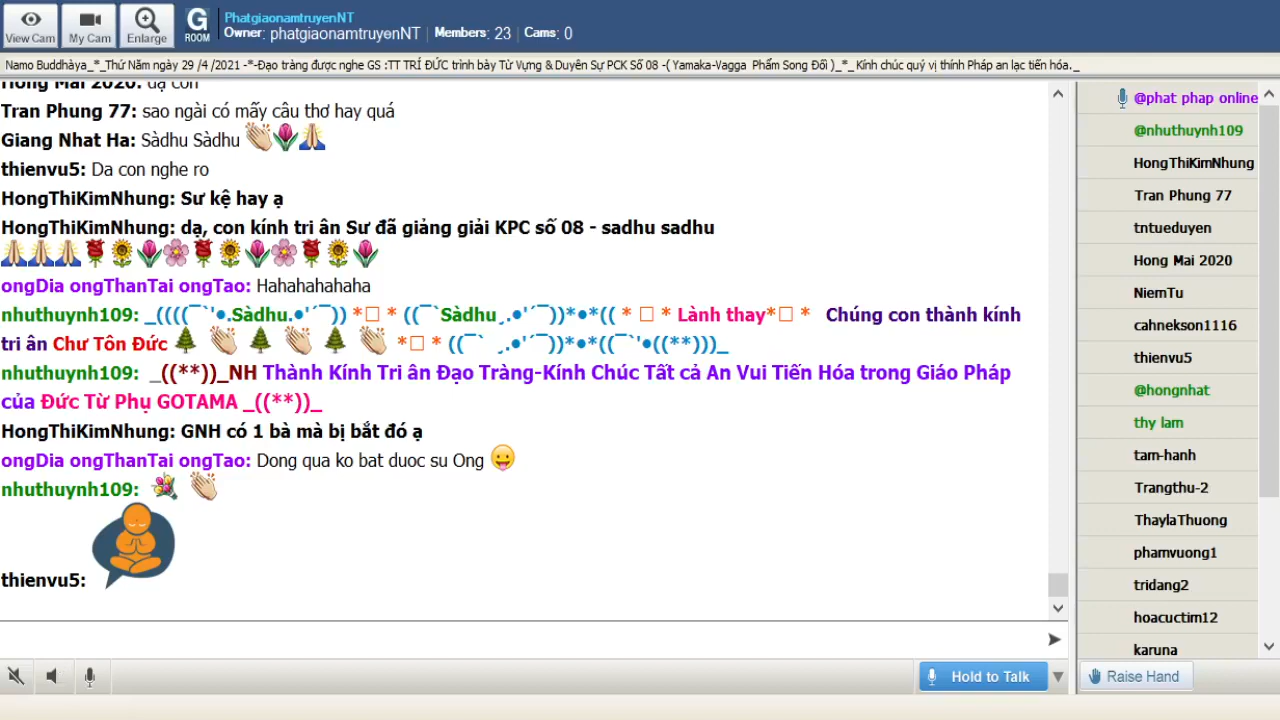 View Cam
My Cam
Enlarge
G
ROOM
PhatgiaonamtruyenNT
Owner: phatgiaonamtruyenNT | Members: 23 | Cams: 0
Namo Buddhàya_*_Thứ Năm ngày 29 /4 /2021 -*-Đạo tràng được nghe GS :TT TRÍ ĐỨC trình bày Từ Vựng & Duyên Sự PCK Số 08 -( Yamaka-Vagga Phẩm Song Đối )_*_ Kính chúc quý vị thính Pháp an lạc tiến hóa._
Hong Mai 2020: dạ con
Tran Phung 77: sao ngài có mấy câu thơ hay quá
Giang Nhat Ha: Sàdhu Sàdhu 👏🌷🙏
thienvu5: Da con nghe ro
HongThiKimNhung: Sư kệ hay ạ
HongThiKimNhung: dạ, con kính tri ân Sư đã giảng giải KPC số 08 - sadhu sadhu
🙏🙏🙏🌹🌻🌷🌸🌹🌻🌷🌸🌹🌻🌷
ongDia ongThanTai ongTao: Hahahahahaha
nhuthuynh109: _((((¯`'•.Sàdhu.•'´¯)) *□ * ((¯`Sàdhu¸.•'´¯))*•*(( * □ * Lành thay*□ * Chúng con thành kính
tri ân Chư Tôn Đức 🌲 👏 🌲 👏 🌲 👏 *□ * ((¯` ¸.•'´¯))*•*((¯`'•((**)))_
nhuthuynh109: _((**))_NH Thành Kính Tri ân Đạo Tràng-Kính Chúc Tất cả An Vui Tiến Hóa trong Giáo Pháp
của Đức Từ Phụ GOTAMA _((**))_
HongThiKimNhung: GNH có 1 bà mà bị bắt đó ạ
ongDia ongThanTai ongTao: Dong qua ko bat duoc su Ong 😛
nhuthuynh109: 💐 👏
thienvu5:
Hold to Talk
@phat phap online
@nhuthuynh109
HongThiKimNhung
Tran Phung 77
tntueduyen
Hong Mai 2020
NiemTu
cahnekson1116
thienvu5
@hongnhat
thy lam
tam-hanh
Trangthu-2
ThaylaThuong
phamvuong1
tridang2
hoacuctim12
karuna
Raise Hand